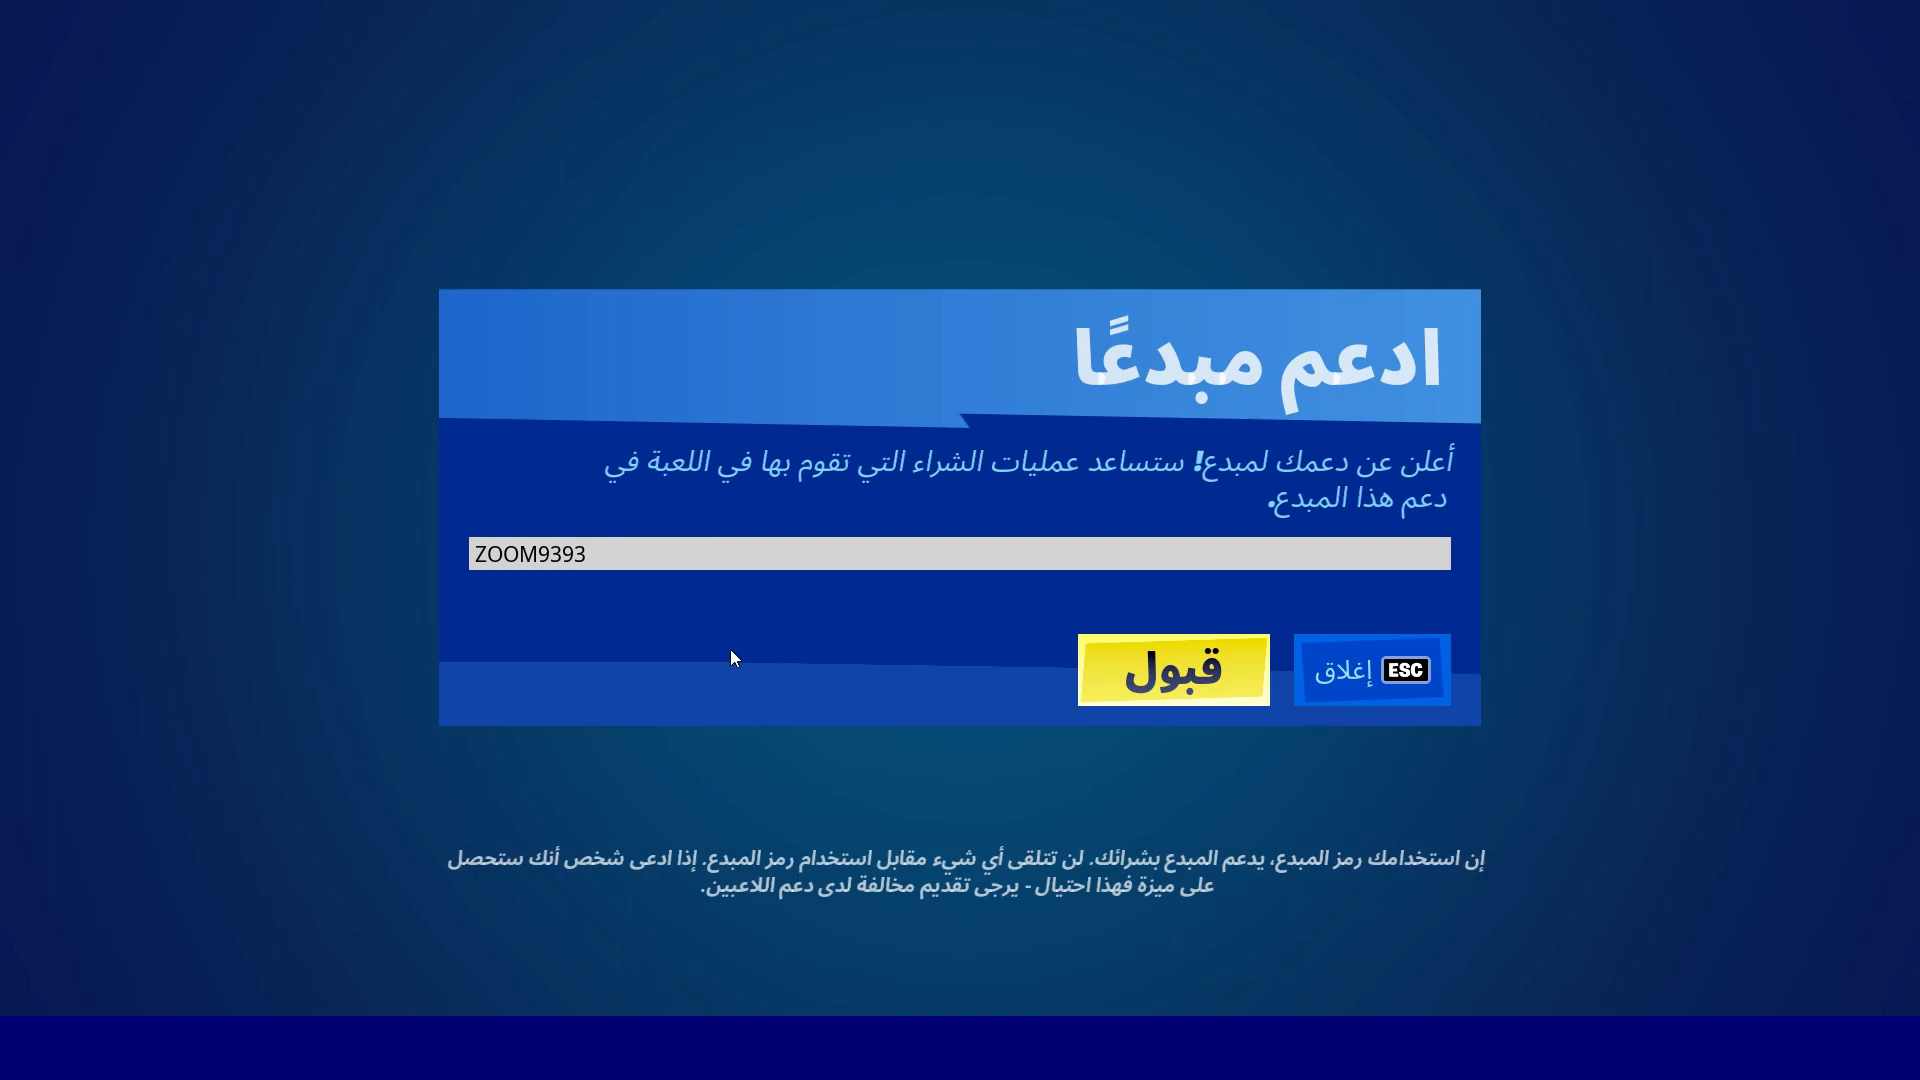 ادعم مبدعًا
أعلن عن دعمك لمبدع! ستساعد عمليات الشراء التي تقوم بها في اللعبة في
دعم هذا المبدع.
ZOOM9393
ESC إغلاق
قبول
إن استخدامك رمز المبدع، يدعم المبدع بشرائك. لن تتلقى أي شيء مقابل استخدام رمز المبدع. إذا ادعى شخص أنك ستحصل
على ميزة فهذا احتيال - يرجى تقديم مخالفة لدى دعم اللاعبين.